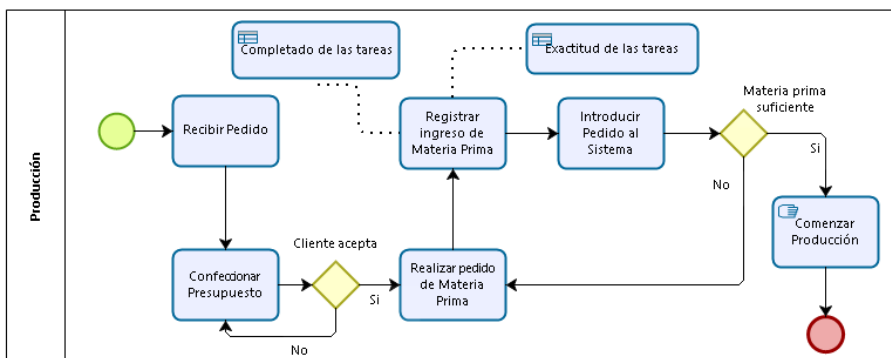 Producción
Completado de las tareas
Exactitud de las tareas
Recibir Pedido
Registrar
ingreso de
Materia Prima
Introducir
Pedido al
Sistema
Materia prima
suficiente
Si
No
Comenzar
Producción
Confeccionar
Presupuesto
Cliente acepta
Si
No
Realizar pedido
de Materia
Prima